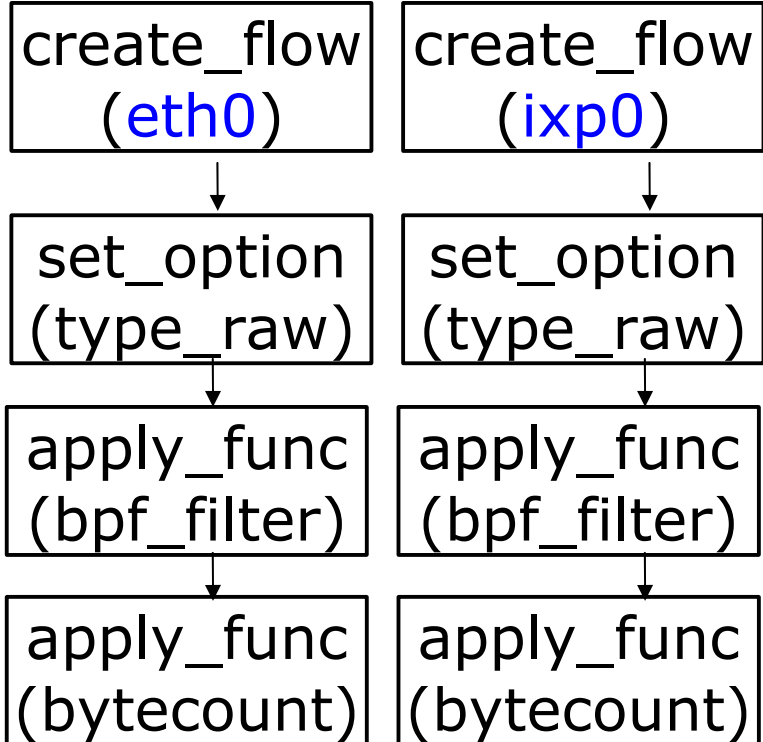 create_flow
(eth0)
set_option
(type_raw)
apply_func
(bpf_filter)
apply_func
(bytecount)
create_flow
(ixp0)
set_option
(type_raw)
apply_func
(bpf_filter)
apply_func
(bytecount)